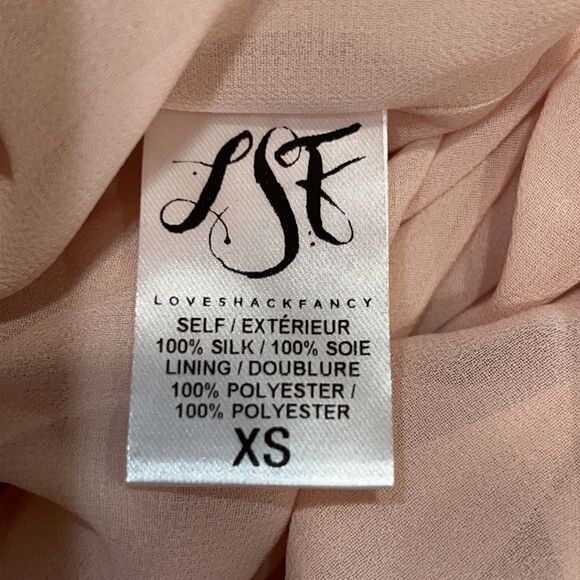 LSF
LOVESHACKFANCY
SELF / EXTÉRIEUR
100% SILK / 100% SOIE
LINING / DOUBLURE
100% POLYESTER /
100% POLYESTER
XS